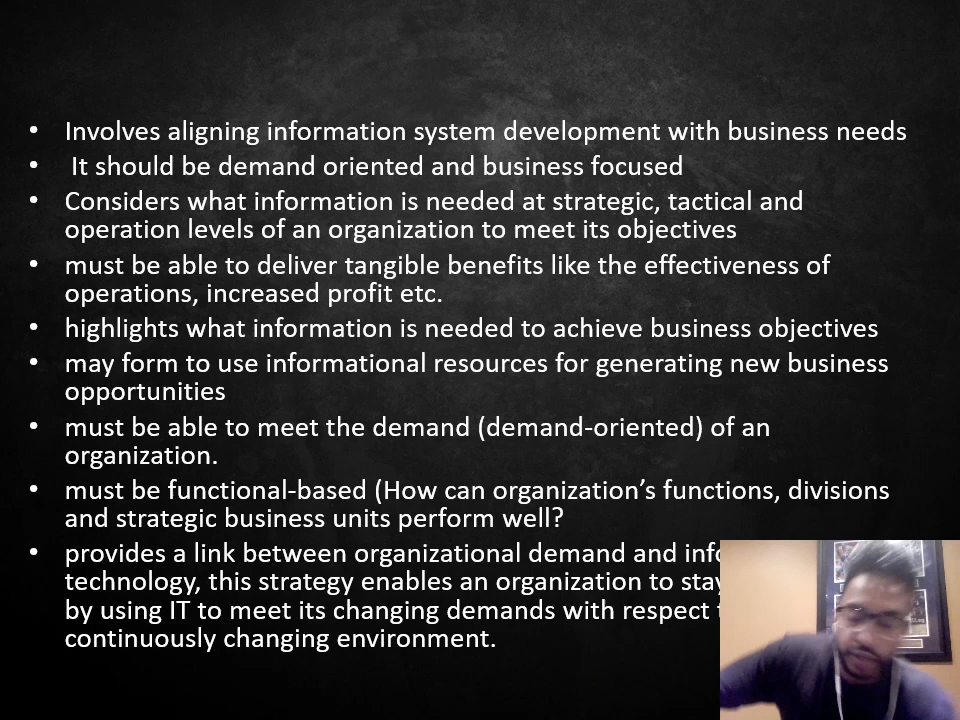 • Involves aligning information system development with business needs
• It should be demand oriented and business focused
• Considers what information is needed at strategic, tactical and
operation levels of an organization to meet its objectives
• must be able to deliver tangible benefits like the effectiveness of
operations, increased profit etc.
• highlights what information is needed to achieve business objectives
• may form to use informational resources for generating new business
opportunities
• must be able to meet the demand (demand-oriented) of an
organization.
• must be functional-based (How can organization’s functions, divisions
and strategic business units perform well?
• provides a link between organizational demand and
technology, this strategy enables an organization to
by using IT to meet its changing demands with respect
continuously changing environment.